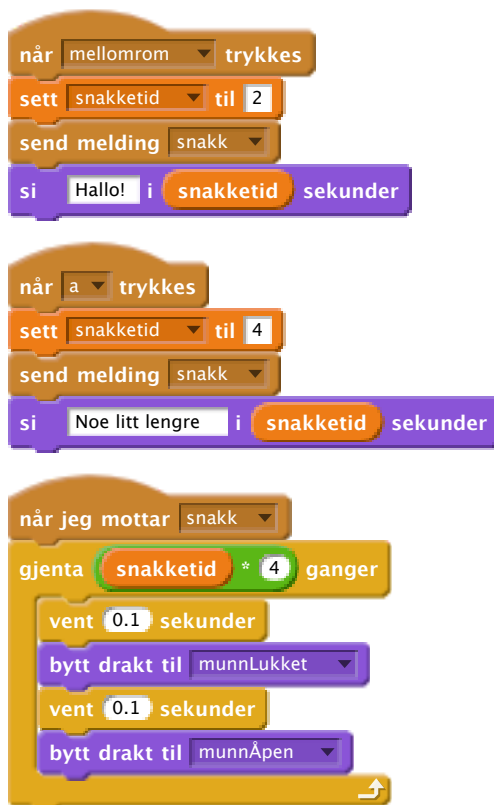 når mellomrom trykkes
sett snakketid til 2
send melding snakk
si Hallo! i snakketid sekunder
når a trykkes
sett snakketid til 4
send melding snakk
si Noe litt lengre i snakketid sekunder
når jeg mottar snakk
gjenta snakketid * 4 ganger
vent 0.1 sekunder
bytt drakt til munnLukket
vent 0.1 sekunder
bytt drakt til munnÅpen